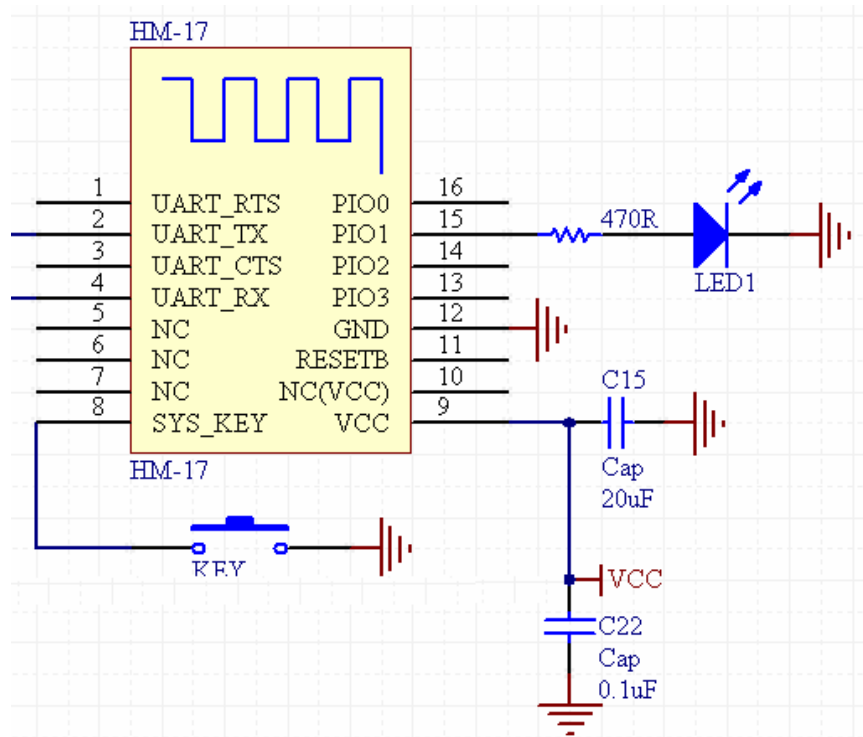 HM-17
1 UART_RTS PIO0 16
2 UART_TX PIO1 15 470R
3 UART_CTS PIO2 14 LED1
4 UART_RX PIO3 13
5 NC GND 12
6 NC RESETB 11
7 NC NC(VCC) 10 C15
8 SYS_KEY VCC 9
HM-17 Cap
20uF
KEY VCC
C22
Cap
0.1uF